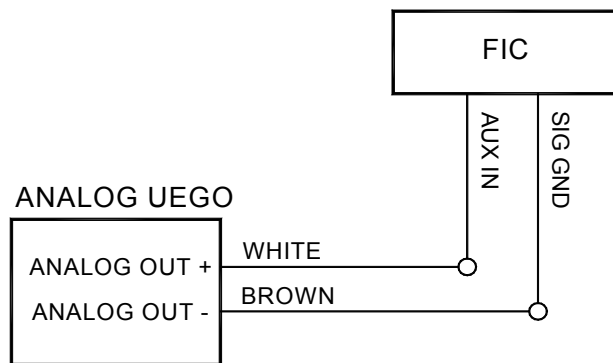 FIC
AUX IN
SIG GND
ANALOG UEGO
WHITE
ANALOG OUT +
BROWN
ANALOG OUT -